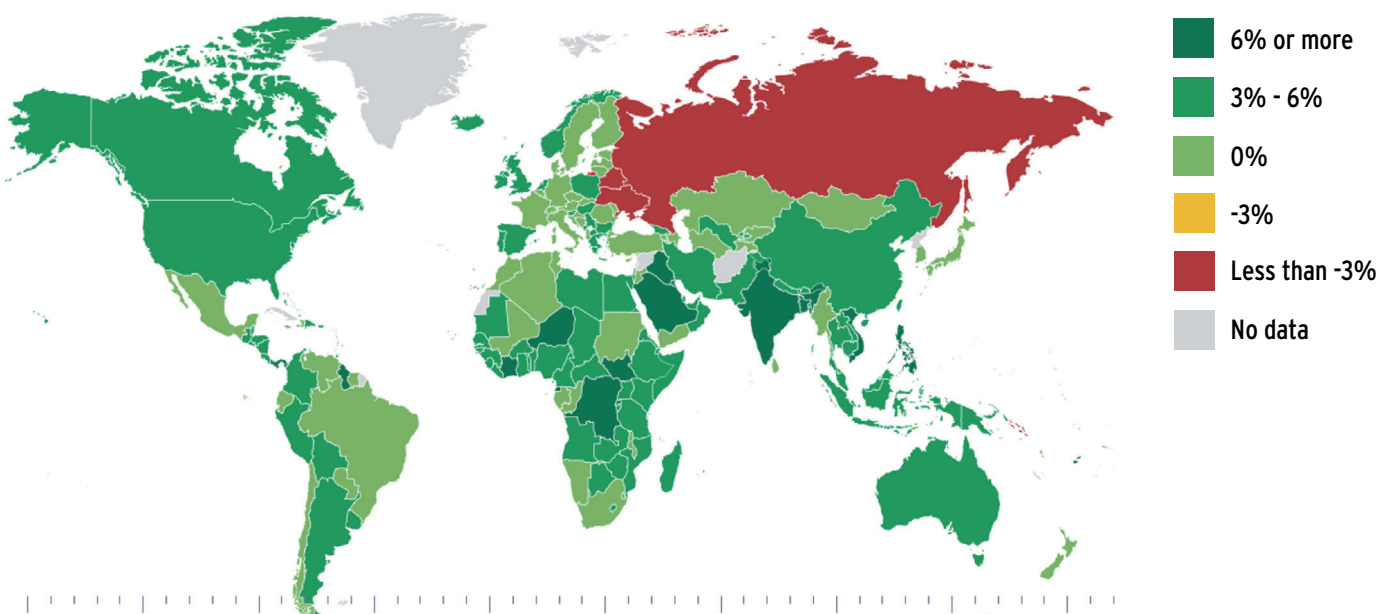 6% or more
3% - 6%
0%
-3%
Less than -3%
No data